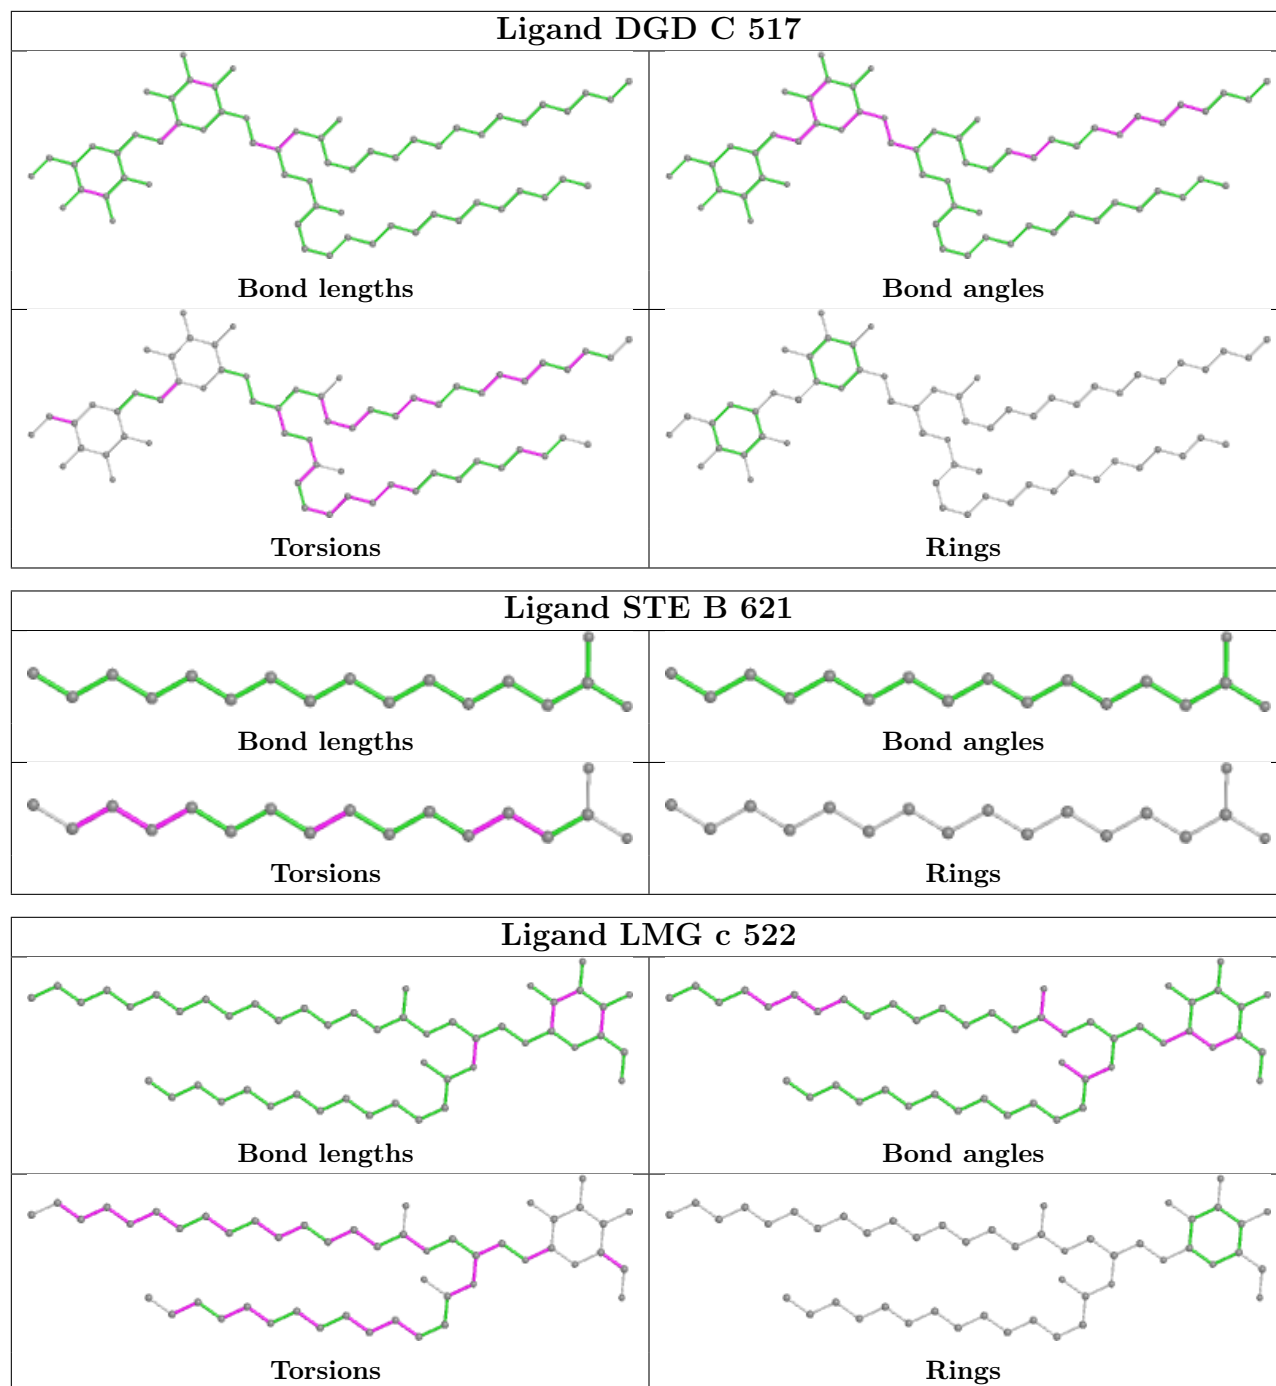 Ligand DGD C 517
Bond lengths
Bond angles
Torsions
Rings
Ligand STE B 621
Bond lengths
Bond angles
Torsions
Rings
Ligand LMG c 522
Bond lengths
Bond angles
Torsions
Rings